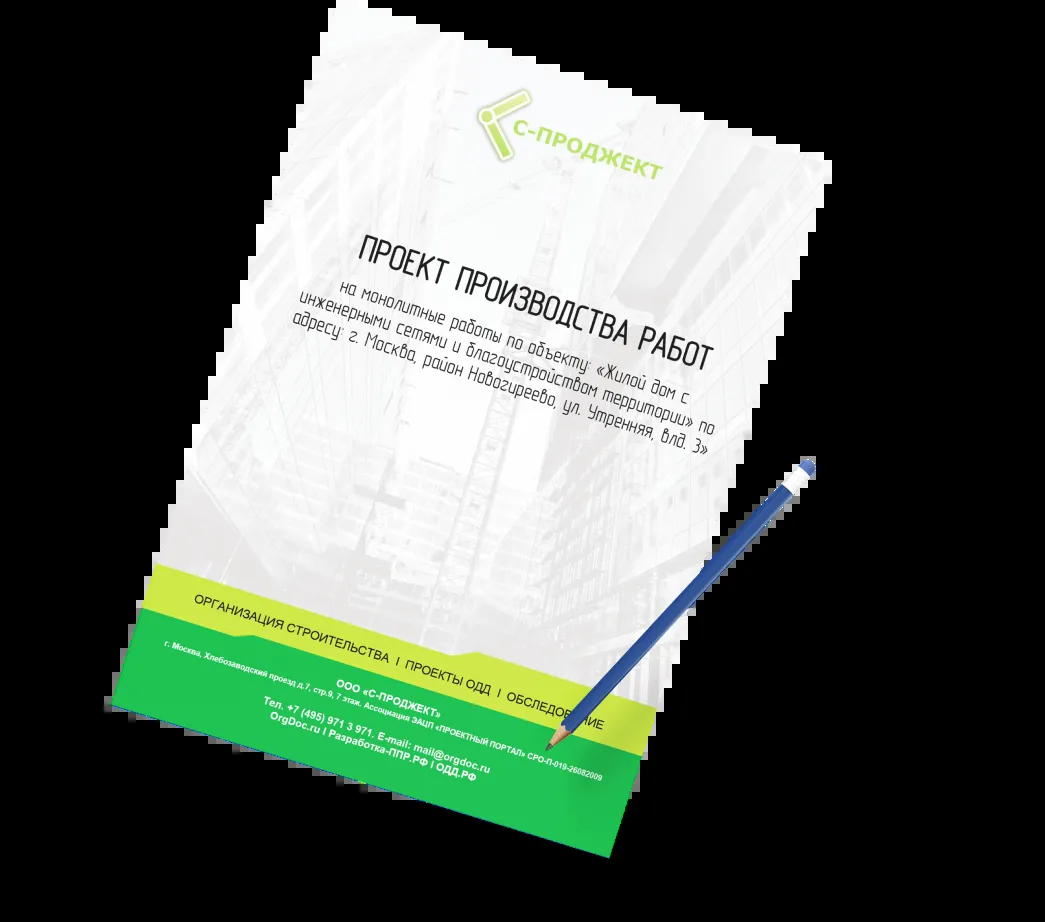 С-ПРОДЖЕКТ
ПРОЕКТ ПРОИЗВОДСТВА РАБОТ
на монолитные работы по объекту: «Жилой дом с
инженерными сетями и благоустройством территории» по
адресу: г. Москва, район Новогиреево, ул. Утренняя, влд. 3»
ОРГАНИЗАЦИЯ СТРОИТЕЛЬСТВА I ПРОЕКТЫ ОДД I
ООО «С-ПРОДЖЕКТ»
г. Москва, Хлебозаводский проезд д.7, стр.9, 7 этаж. Ассоциация ЭАЦП «ПРОЕКТНЫЙ ПОРТАЛ» СРО-П-019-26082009
Тел. +7 (495) 971 3 971. E-mail: mail@orgdoc.ru
OrgDoc.ru I Разработка-ППР.РФ I ОДД.РФ